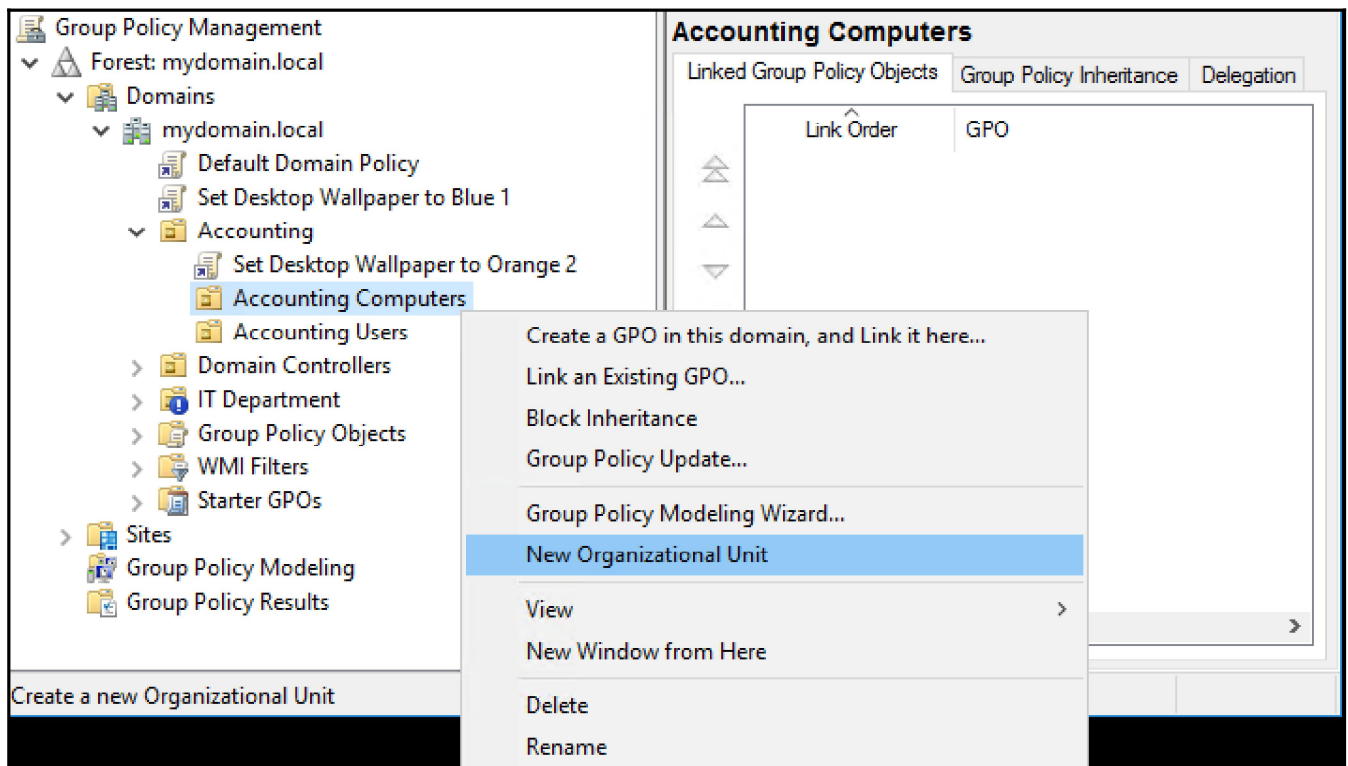 Group Policy Management
Forest: mydomain.local
Domains
mydomain.local
Default Domain Policy
Set Desktop Wallpaper to Blue 1
Accounting
Set Desktop Wallpaper to Orange 2
Accounting Computers
Accounting Users
Domain Controllers
IT Department
Group Policy Objects
WMI Filters
Starter GPOs
Sites
Group Policy Modeling
Group Policy Results
Create a new Organizational Unit
Accounting Computers
Linked Group Policy Objects
Group Policy Inheritance
Delegation
Link Order
GPO
Create a GPO in this domain, and Link it here...
Link an Existing GPO...
Block Inheritance
Group Policy Update...
Group Policy Modeling Wizard...
New Organizational Unit
View
New Window from Here
Delete
Rename